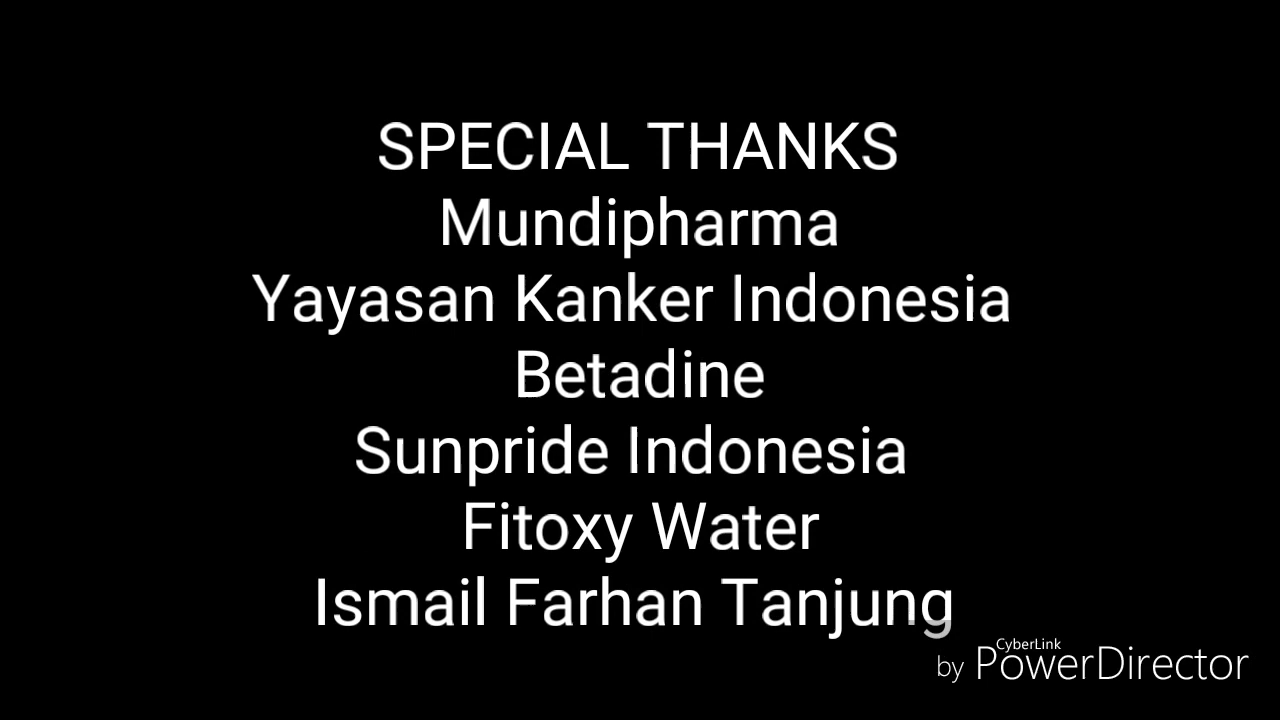 SPECIAL THANKS
Mundipharma
Yayasan Kanker Indonesia
Betadine
Sunpride Indonesia
Fitoxy Water
Ismail Farhan Tanjung
CyberLink
by PowerDirector